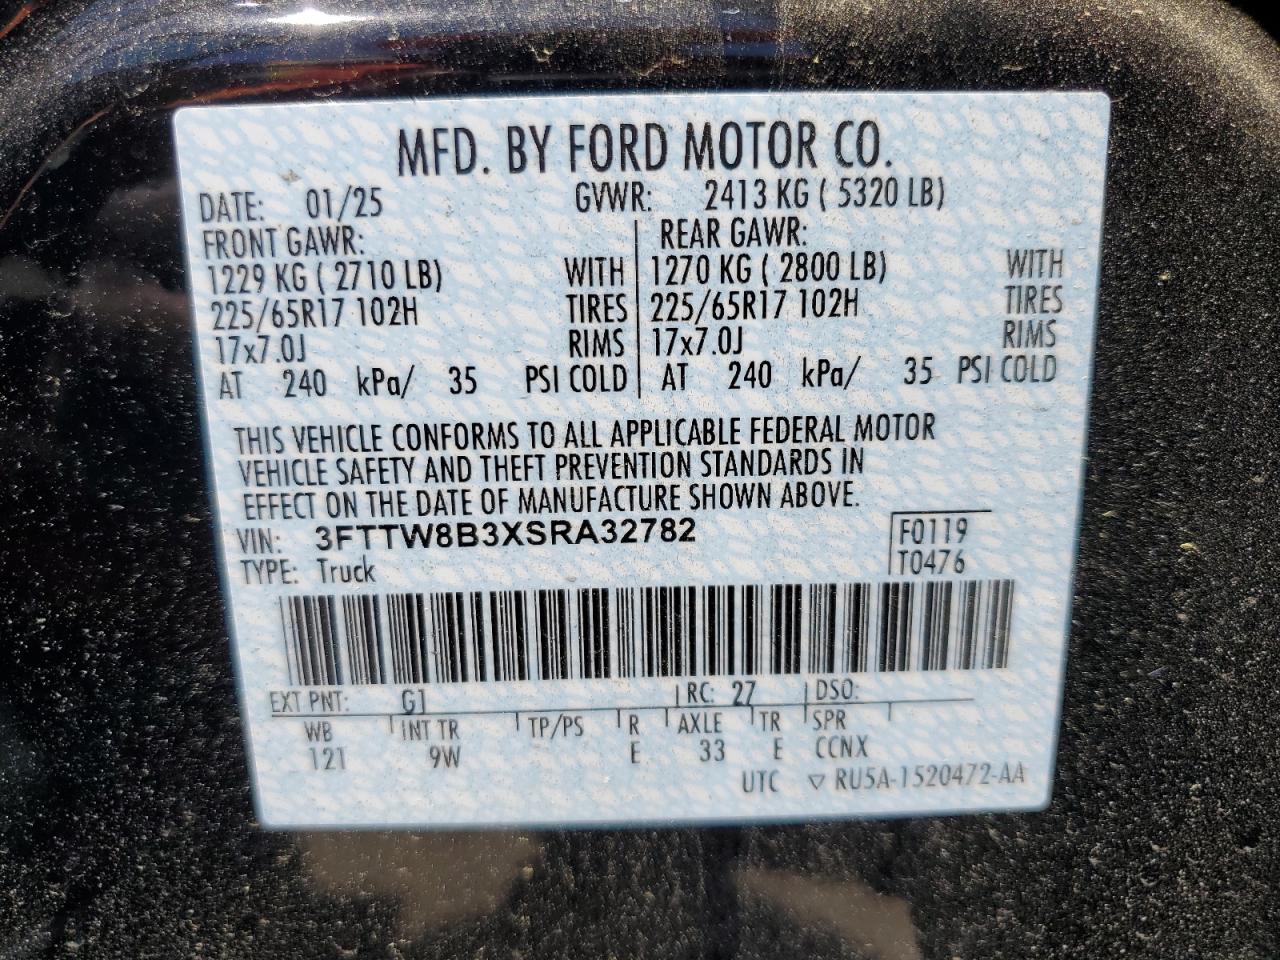 MFD. BY FORD MOTOR CO.
DATE: 01/25 GVWR: 2413 KG ( 5320 LB)
FRONT GAWR: REAR GAWR:
1229 KG ( 2710 LB) WITH 1270 KG ( 2800 LB) WITH
225/65R17 102H TIRES 225/65R17 102H TIRES
17x7.0J RIMS 17x7.0J RIMS
AT 240 kPa/ 35 PSI COLD AT 240 kPa/ 35 PSI COLD
THIS VEHICLE CONFORMS TO ALL APPLICABLE FEDERAL MOTOR
VEHICLE SAFETY AND THEFT PREVENTION STANDARDS IN
EFFECT ON THE DATE OF MANUFACTURE SHOWN ABOVE.
VIN: 3FTTW8B3XSRA32782 F0119
TYPE: Truck T0476
EXT PNT: G1 RC: 27 DSO:
WB INT TR TP/PS R AXLE TR SPR
121 9W E 33 E CCNX
UTC ▽ RU5A-1520472-AA